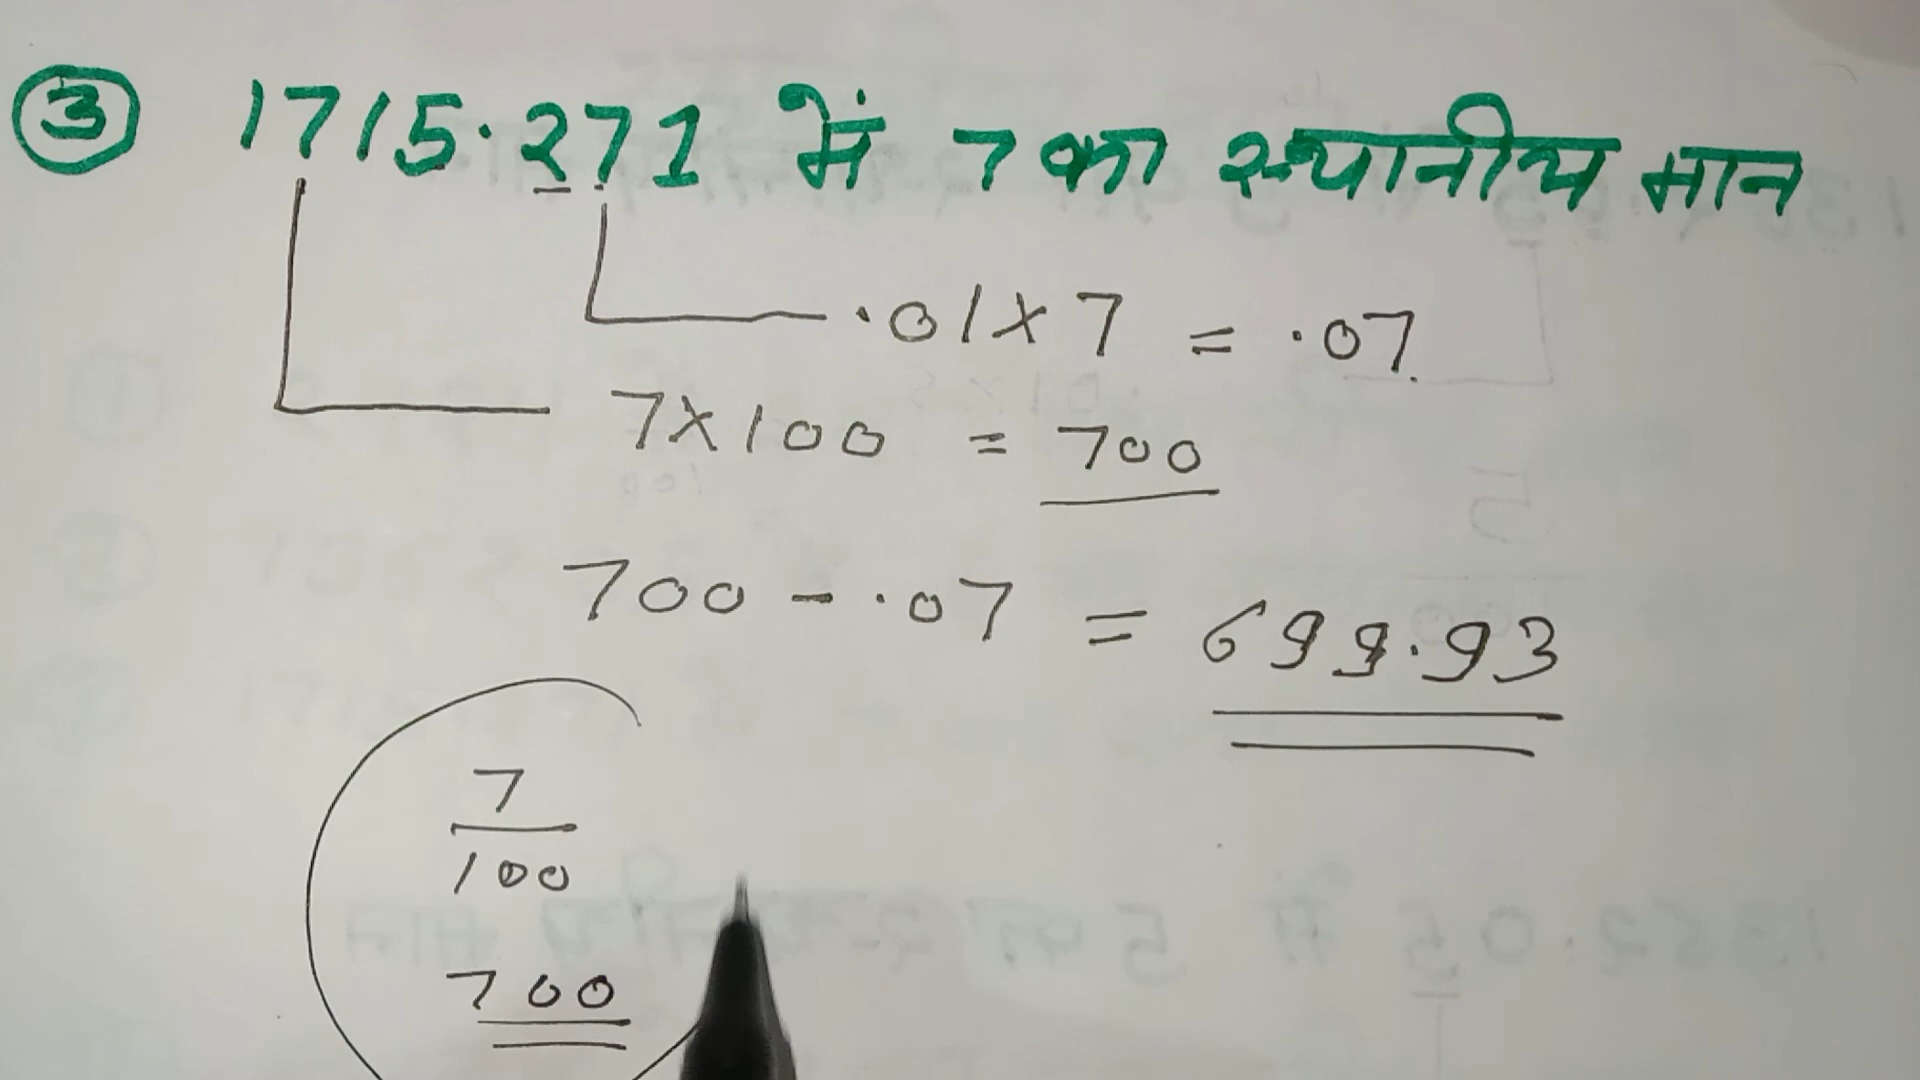 ③ 1715.271 में 7 का स्थानीय मान
.01 x 7 = .07
7 x 100 = 700
700 - .07 = 699.93
7
100
700